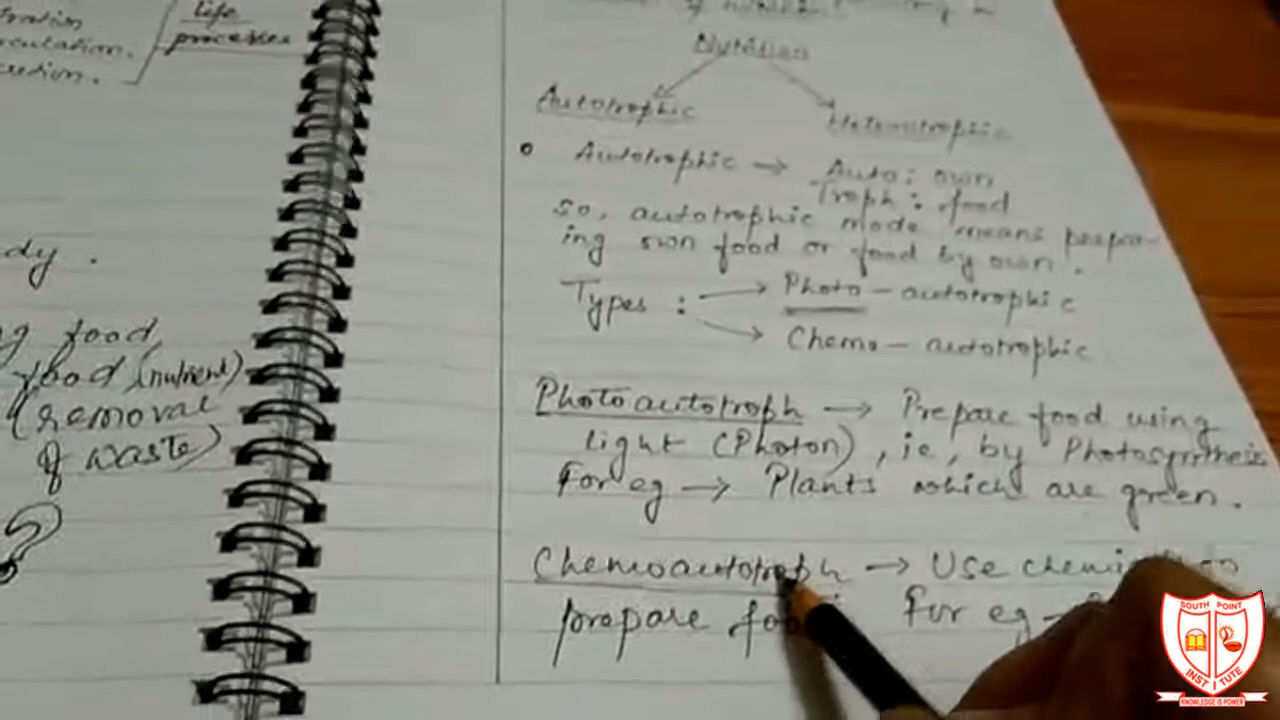 life
processes
culation.
dy.
food,
food (nutrient)
(removal
of waste)
?
Nutrition
Autotrophic
Heterotrophic
Autotrophic → Auto: own
Troph: food
So, autotrophic mode means prepra-
ing own food or food by own.
Types: → Photo-autotrophic
→ Chemo-autotrophic
Photoautotroph → Prepare food using
light (Photon), ie, by Photosynthesis
For eg → Plants which are green.
Chemoautotroph → Use
prepare For eg
SOUTH POINT
INSTITUTE
KNOWLEDGE IS POWER